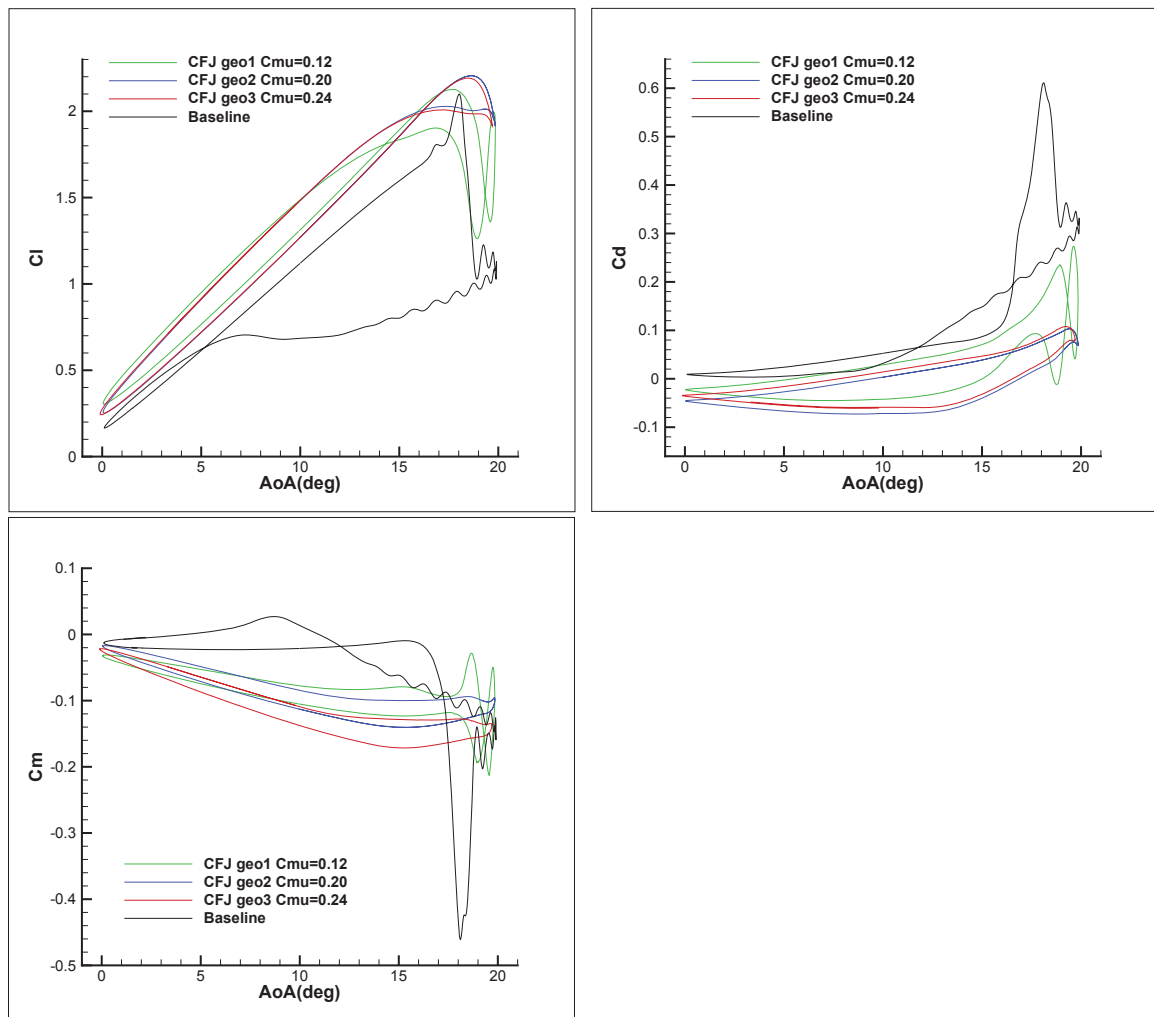 CFJ geo1 Cmu=0.12
CFJ geo2 Cmu=0.20
CFJ geo3 Cmu=0.24
Baseline
Cl
2
1.5
1
0.5
0
0 5 10 15 20
AoA(deg)
CFJ geo1 Cmu=0.12
CFJ geo2 Cmu=0.20
CFJ geo3 Cmu=0.24
Baseline
Cd
0.6
0.5
0.4
0.3
0.2
0.1
0
-0.1
0 5 10 15 20
AoA(deg)
Cm
0.1
0
-0.1
-0.2
-0.3
-0.4
-0.5
CFJ geo1 Cmu=0.12
CFJ geo2 Cmu=0.20
CFJ geo3 Cmu=0.24
Baseline
0 5 10 15 20
AoA(deg)